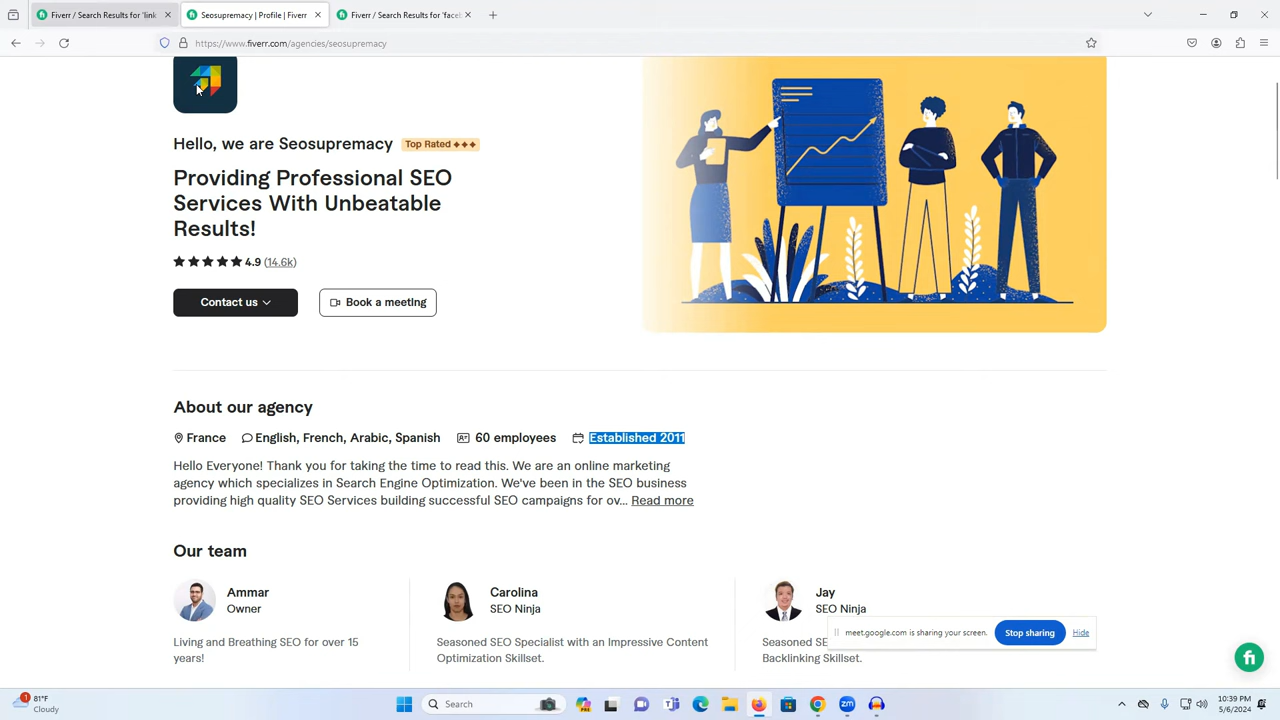 Fiverr / Search Results for 'link
Seosupremacy | Profile | Fiverr
Fiverr / Search Results for 'faceb
https://www.fiverr.com/agencies/seosupremacy
Hello, we are Seosupremacy Top Rated
Providing Professional SEO
Services With Unbeatable
Results!
4.9 (14.6k)
Contact us
Book a meeting
About our agency
France English, French, Arabic, Spanish 60 employees Established 2011
Hello Everyone! Thank you for taking the time to read this. We are an online marketing
agency which specializes in Search Engine Optimization. We've been in the SEO business
providing high quality SEO Services building successful SEO campaigns for ov... Read more
Our team
Ammar
Owner
Living and Breathing SEO for over 15
years!
Carolina
SEO Ninja
Seasoned SEO Specialist with an Impressive Content
Optimization Skillset.
Jay
SEO Ninja
Seasoned SE
Backlinking Skillset.
meet.google.com is sharing your screen. Stop sharing Hide
fi
1
81°F
Cloudy
Search
PRE
zm
10:39 PM
5/6/2024